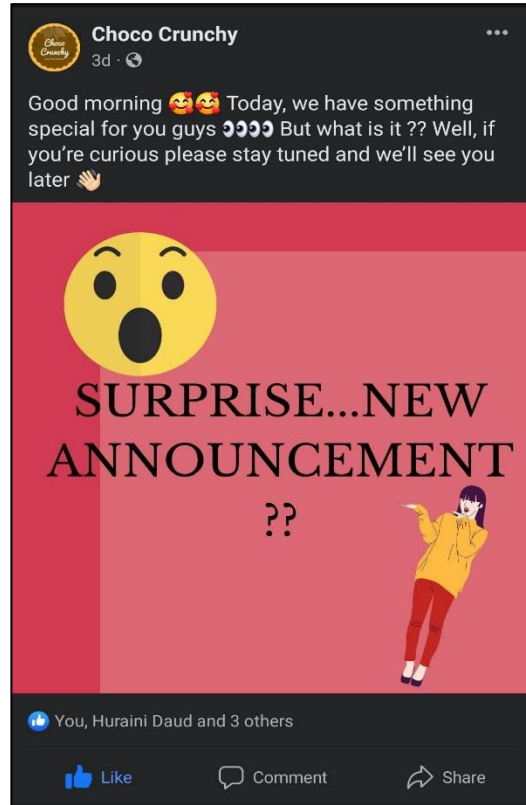 Choco Crunchy
Choco
Crunchy
3d ·
Good morning 🥰🥰 Today, we have something
special for you guys 👀👀 But what is it ?? Well, if
you're curious please stay tuned and we'll see you
later 👋🏻
SURPRISE...NEW
ANNOUNCEMENT
??
You, Huraini Daud and 3 others
Like Comment Share